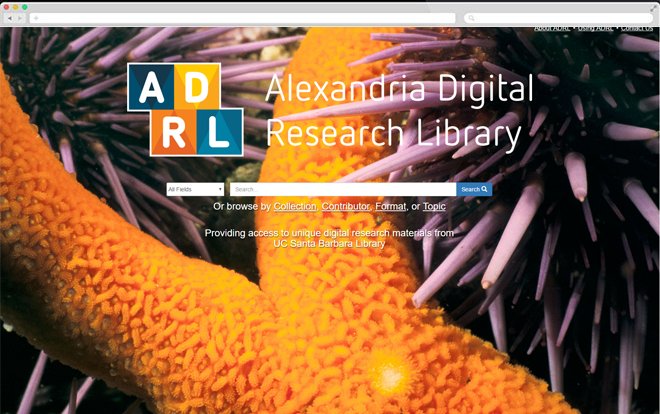 About ADRL • Using ADRL • Contact Us
A D
R L
Alexandria Digital
Research Library
All Fields Search... Search
Or browse by Collection, Contributor, Format, or Topic
Providing access to unique digital research materials from
UC Santa Barbara Library